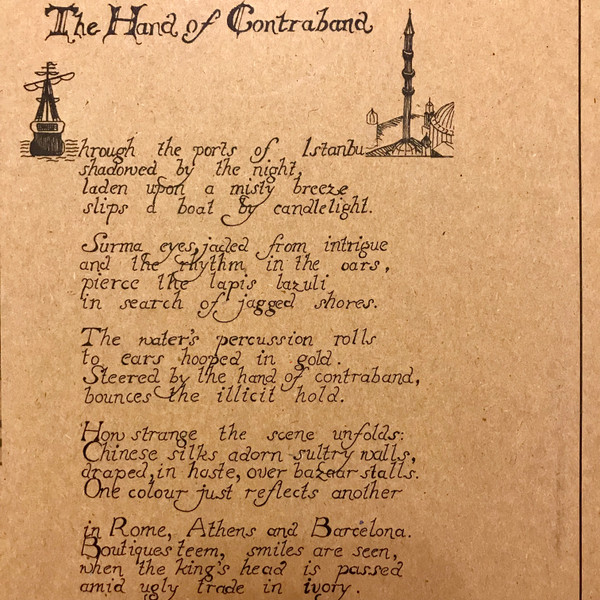 The Hand of Contraband
Through the ports of Istanbul
shadowed by the night,
laden upon a misty breeze
slips a boat by candlelight.
Surma eyes, jaded from intrigue
and the rhythm in the oars,
pierce the lapis lazuli
in search of jagged shores.
The water's percussion rolls
to ears hooped in gold.
Steered by the hand of contraband,
bounces the illicit hold.
How strange the scene unfolds:
Chinese silks adorn sultry walls,
draped, in haste, over bazaar stalls.
One colour just reflects another
in Rome, Athens and Barcelona.
Boutiques teem, smiles are seen,
when the king's head is passed
amid ugly trade in ivory.